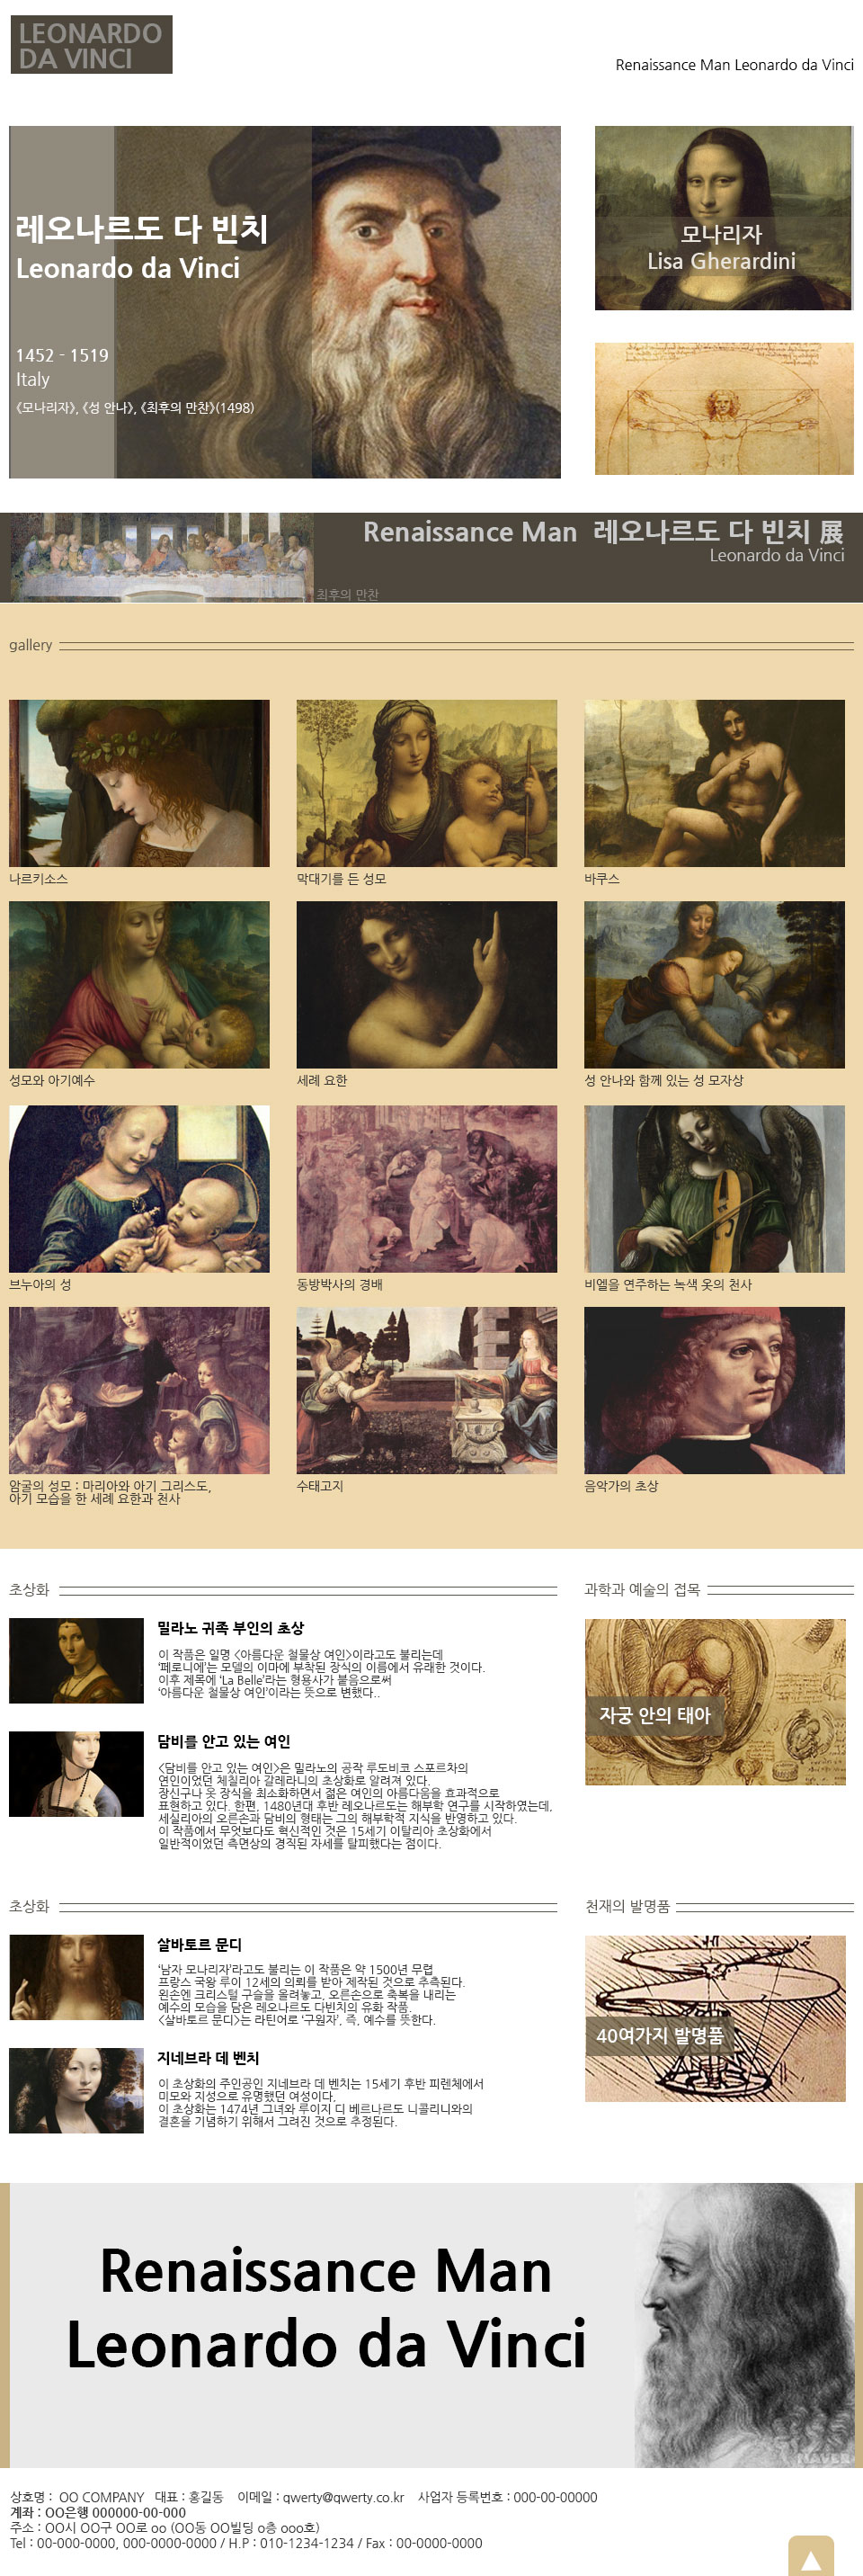 LEONARDO
DA VINCI
Renaissance Man Leonardo da Vinci
레오나르도 다 빈치
Leonardo da Vinci
1452 - 1519
Italy
《모나리자》, 《성 안나》, 《최후의 만찬》(1498)
모나리자
Lisa Gherardini
Renaissance Man 레오나르도 다 빈치 展
Leonardo da Vinci
최후의 만찬
gallery
나르키소스
막대기를 든 성모
바쿠스
성모와 아기예수
세례 요한
성 안나와 함께 있는 성 모자상
브누아의 성
동방박사의 경배
비엘을 연주하는 녹색 옷의 천사
암굴의 성모 : 마리아와 아기 그리스도,
아기 모습을 한 세례 요한과 천사
수태고지
음악가의 초상
초상화
밀라노 귀족 부인의 초상
이 작품은 일명 <아름다운 철물상 여인>이라고도 불리는데
‘페로니에’는 모델의 이마에 부착된 장식의 이름에서 유래한 것이다.
이후 제목에 ‘La Belle’라는 형용사가 붙음으로써
‘아름다운 철물상 여인’이라는 뜻으로 변했다..
담비를 안고 있는 여인
<담비를 안고 있는 여인>은 밀라노의 공작 루도비코 스포르차의
연인이었던 체칠리아 갈레라니의 초상화로 알려져 있다.
장신구나 옷 장식을 최소화하면서 젊은 여인의 아름다움을 효과적으로
표현하고 있다. 한편, 1480년대 후반 레오나르도는 해부학 연구를 시작하였는데,
세실리아의 오른손과 담비의 형태는 그의 해부학적 지식을 반영하고 있다.
이 작품에서 무엇보다도 혁신적인 것은 15세기 이탈리아 초상화에서
일반적이었던 측면상의 경직된 자세를 탈피했다는 점이다.
과학과 예술의 접목
자궁 안의 태아
초상화
살바토르 문디
‘남자 모나리자’라고도 불리는 이 작품은 약 1500년 무렵
프랑스 국왕 루이 12세의 의뢰를 받아 제작된 것으로 추측된다.
왼손엔 크리스털 구슬을 올려놓고, 오른손으로 축복을 내리는
예수의 모습을 담은 레오나르도 다빈치의 유화 작품.
<살바토르 문디>는 라틴어로 ‘구원자’, 즉, 예수를 뜻한다.
지네브라 데 벤치
이 초상화의 주인공인 지네브라 데 벤치는 15세기 후반 피렌체에서
미모와 지성으로 유명했던 여성이다.
이 초상화는 1474년 그녀와 루이지 디 베르나르도 니콜리니와의
결혼을 기념하기 위해서 그려진 것으로 추정된다.
천재의 발명품
40여가지 발명품
Renaissance Man
Leonardo da Vinci
NAVER
상호명 : OO COMPANY 대표 : 홍길동 이메일 : qwerty@qwerty.co.kr 사업자 등록번호 : 000-00-00000
계좌 : OO은행 000000-00-000
주소 : OO시 OO구 OO로 oo (OO동 OO빌딩 o층 ooo호)
Tel : 00-000-0000, 000-0000-0000 / H.P : 010-1234-1234 / Fax : 00-0000-0000